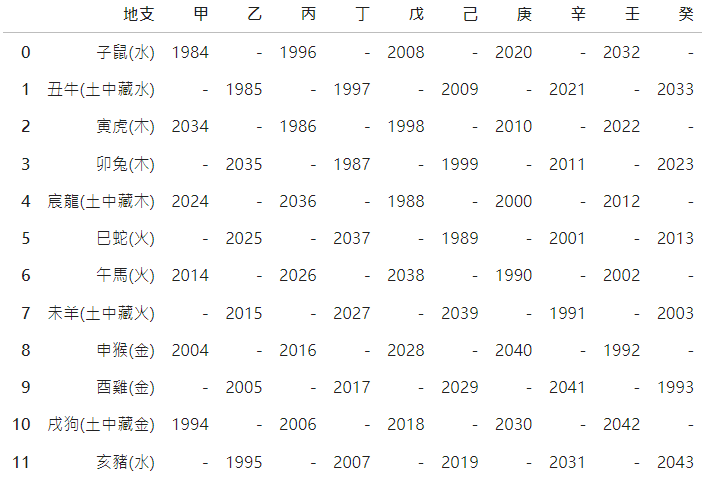 地支 甲 乙 丙 丁 戊 己 庚 辛 壬 癸
0 子鼠(水) 1984 - 1996 - 2008 - 2020 - 2032 -
1 丑牛(土中藏水) - 1985 - 1997 - 2009 - 2021 - 2033
2 寅虎(木) 2034 - 1986 - 1998 - 2010 - 2022 -
3 卯兔(木) - 2035 - 1987 - 1999 - 2011 - 2023
4 宸龍(土中藏木) 2024 - 2036 - 1988 - 2000 - 2012 -
5 巳蛇(火) - 2025 - 2037 - 1989 - 2001 - 2013
6 午馬(火) 2014 - 2026 - 2038 - 1990 - 2002 -
7 未羊(土中藏火) - 2015 - 2027 - 2039 - 1991 - 2003
8 申猴(金) 2004 - 2016 - 2028 - 2040 - 1992 -
9 酉雞(金) - 2005 - 2017 - 2029 - 2041 - 1993
10 戌狗(土中藏金) 1994 - 2006 - 2018 - 2030 - 2042 -
11 亥豬(水) - 1995 - 2007 - 2019 - 2031 - 2043